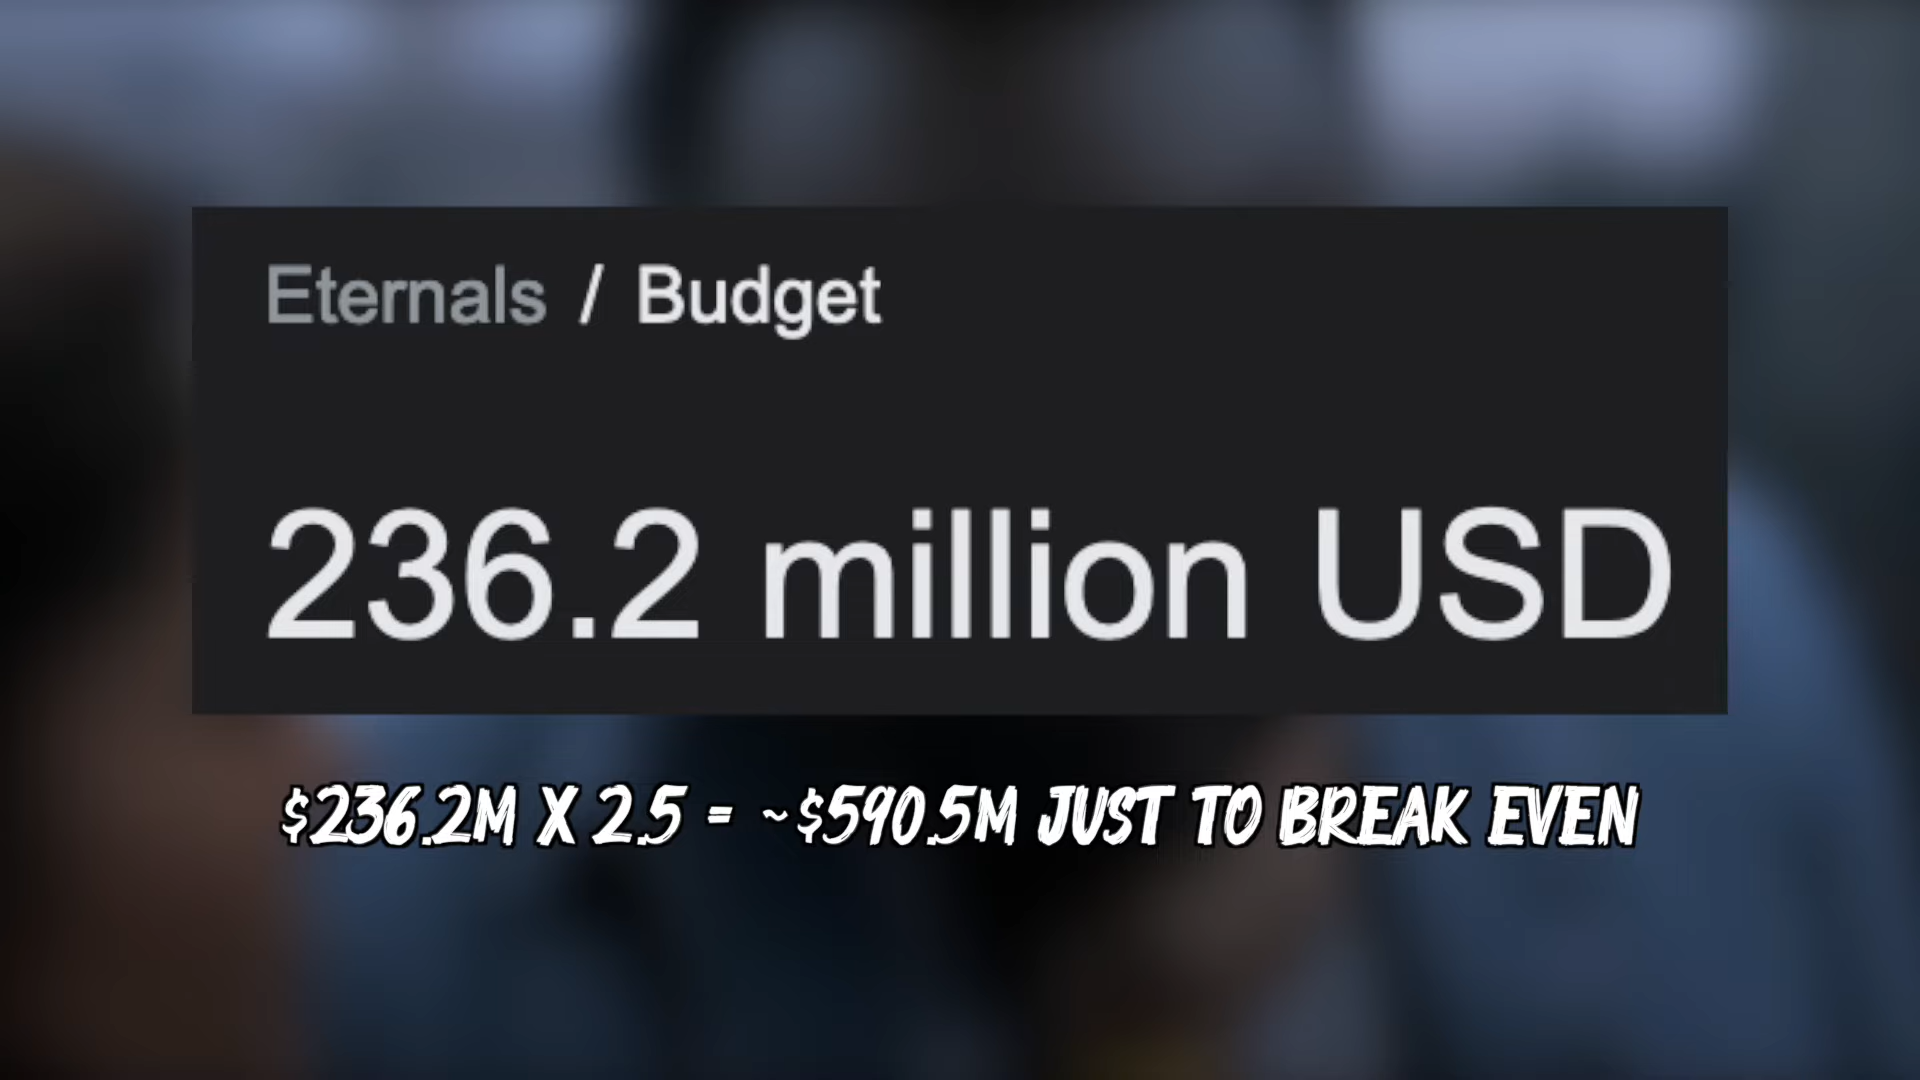 Eternals / Budget
236.2 million USD
$236.2M X 2.5 = ~$590.5M JUST TO BREAK EVEN